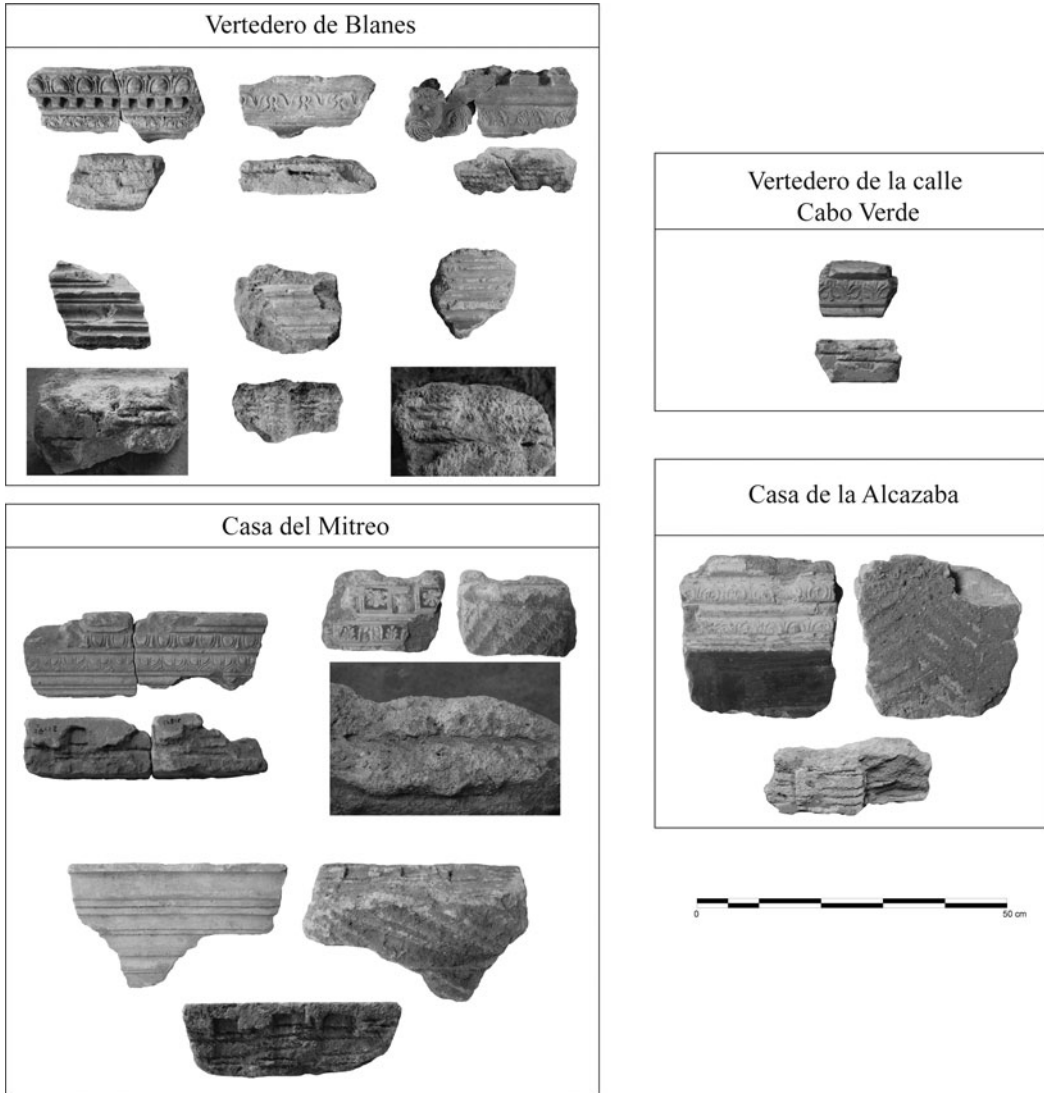 Vertedero de Blanes
Vertedero de la calle
Cabo Verde
Casa del Mitreo
Casa de la Alcazaba
0
50 cm